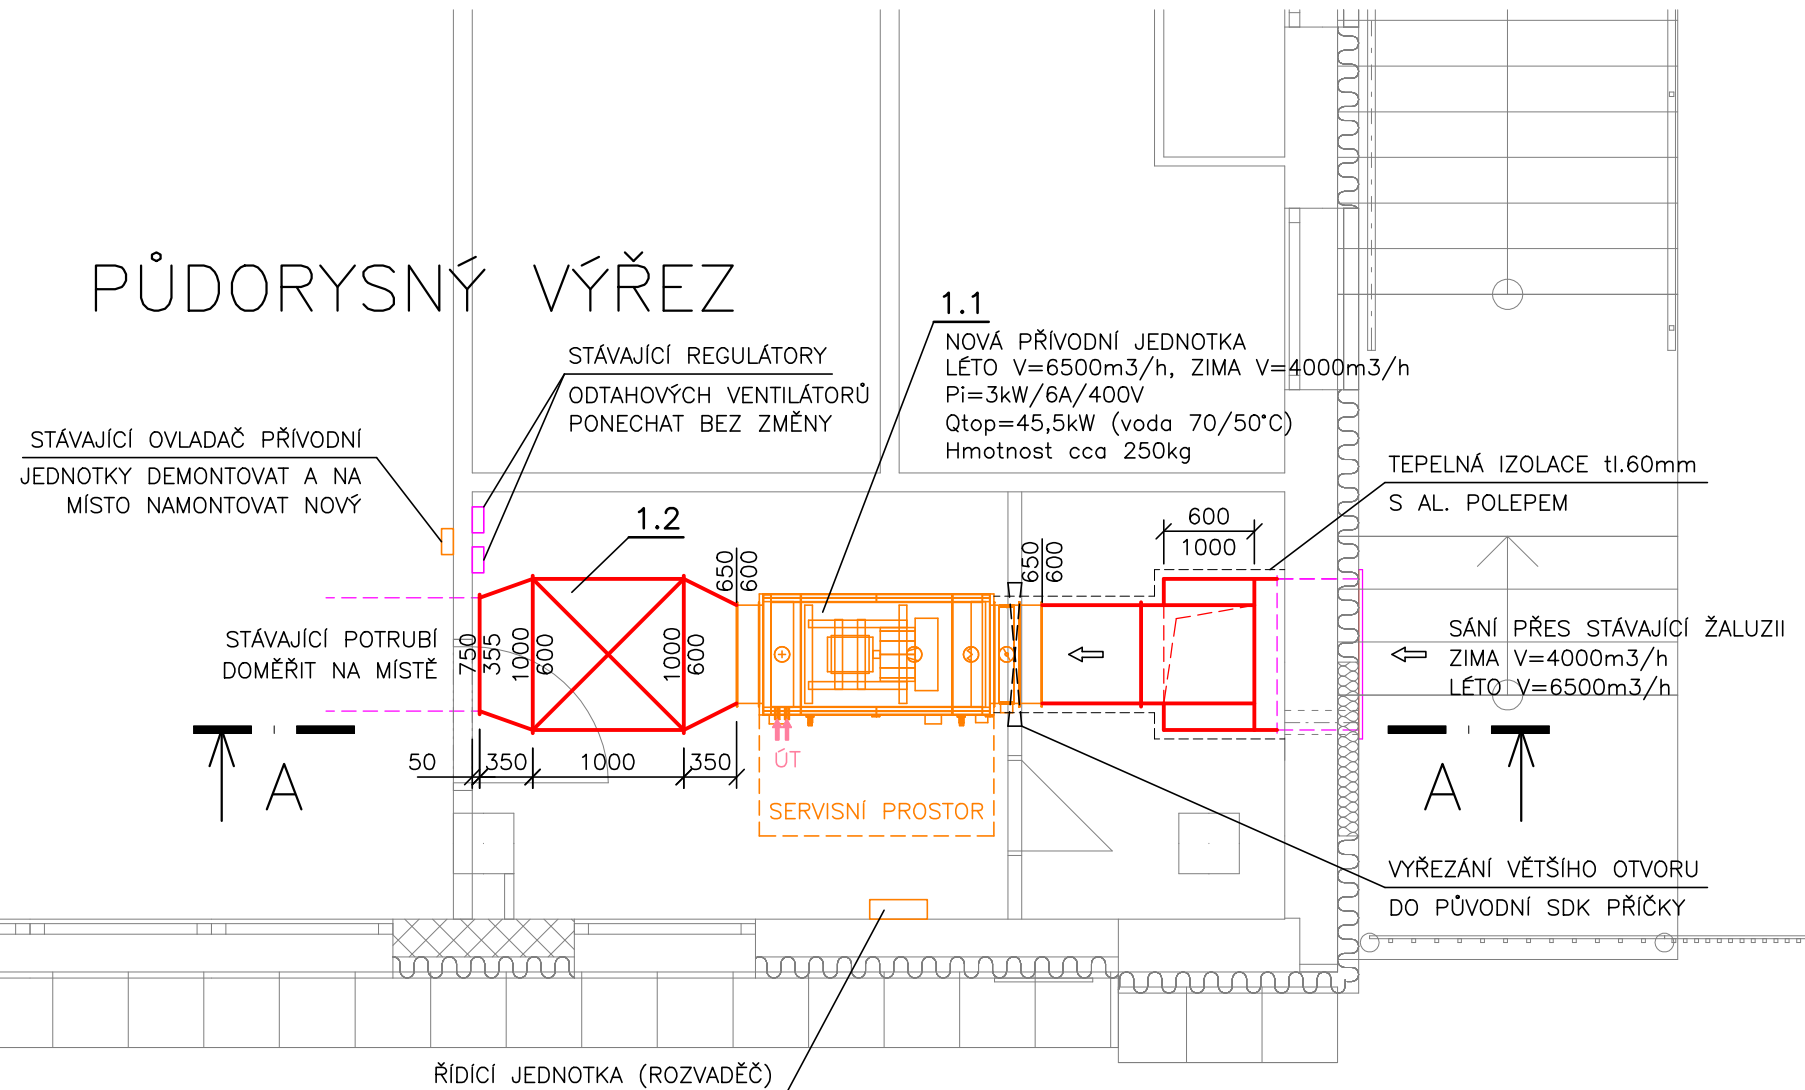 PŮDORYSNÝ VÝŘEZ
1.1
NOVÁ PŘÍVODNÍ JEDNOTKA
LÉTO V=6500m3/h, ZIMA V=4000m3/h
Pi=3kW/6A/400V
Qtop=45,5kW (voda 70/50°C)
Hmotnost cca 250kg
STÁVAJÍCÍ REGULÁTORY
ODTAHOVÝCH VENTILÁTORŮ
PONECHAT BEZ ZMĚNY
STÁVAJÍCÍ OVLADAČ PŘÍVODNÍ
JEDNOTKY DEMONTOVAT A NA
MÍSTO NAMONTOVAT NOVÝ
TEPELNÁ IZOLACE tl.60mm
S AL. POLEPEM
1.2
600
1000
650
600
650
600
STÁVAJÍCÍ POTRUBÍ
DOMĚŘIT NA MÍSTĚ
750
355
1000
600
1000
600
SÁNÍ PŘES STÁVAJÍCÍ ŽALUZII
ZIMA V=4000m3/h
LÉTO V=6500m3/h
50
350
1000
350
ÚT
A
A
SERVISNÍ PROSTOR
VYŘEZÁNÍ VĚTŠÍHO OTVORU
DO PŮVODNÍ SDK PŘÍČKY
ŘÍDÍCÍ JEDNOTKA (ROZVADĚČ)